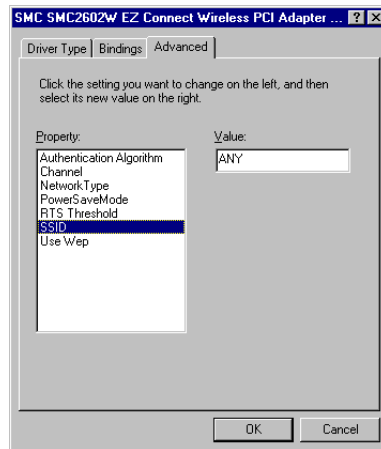 SMC SMC2602W EZ Connect Wireless PCI Adapter ...
Driver Type Bindings Advanced
Click the setting you want to change on the left, and then
select its new value on the right.
Property:
Value:
Authentication Algorithm
Channel
NetworkType
PowerSaveMode
RTS Threshold
SSID
Use Wep
ANY
OK Cancel